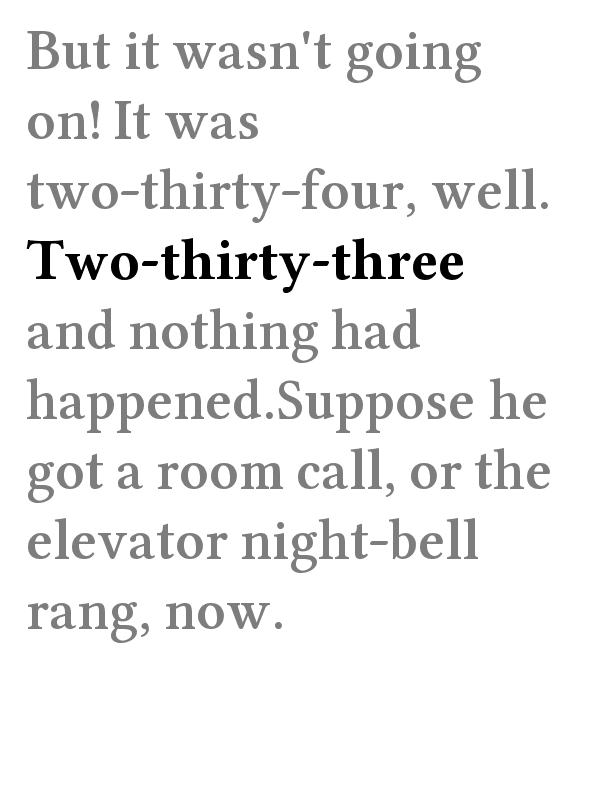 But it wasn't going
on! It was
two-thirty-four, well.
Two-thirty-three
and nothing had
happened.Suppose he
got a room call, or the
elevator night-bell
rang, now.